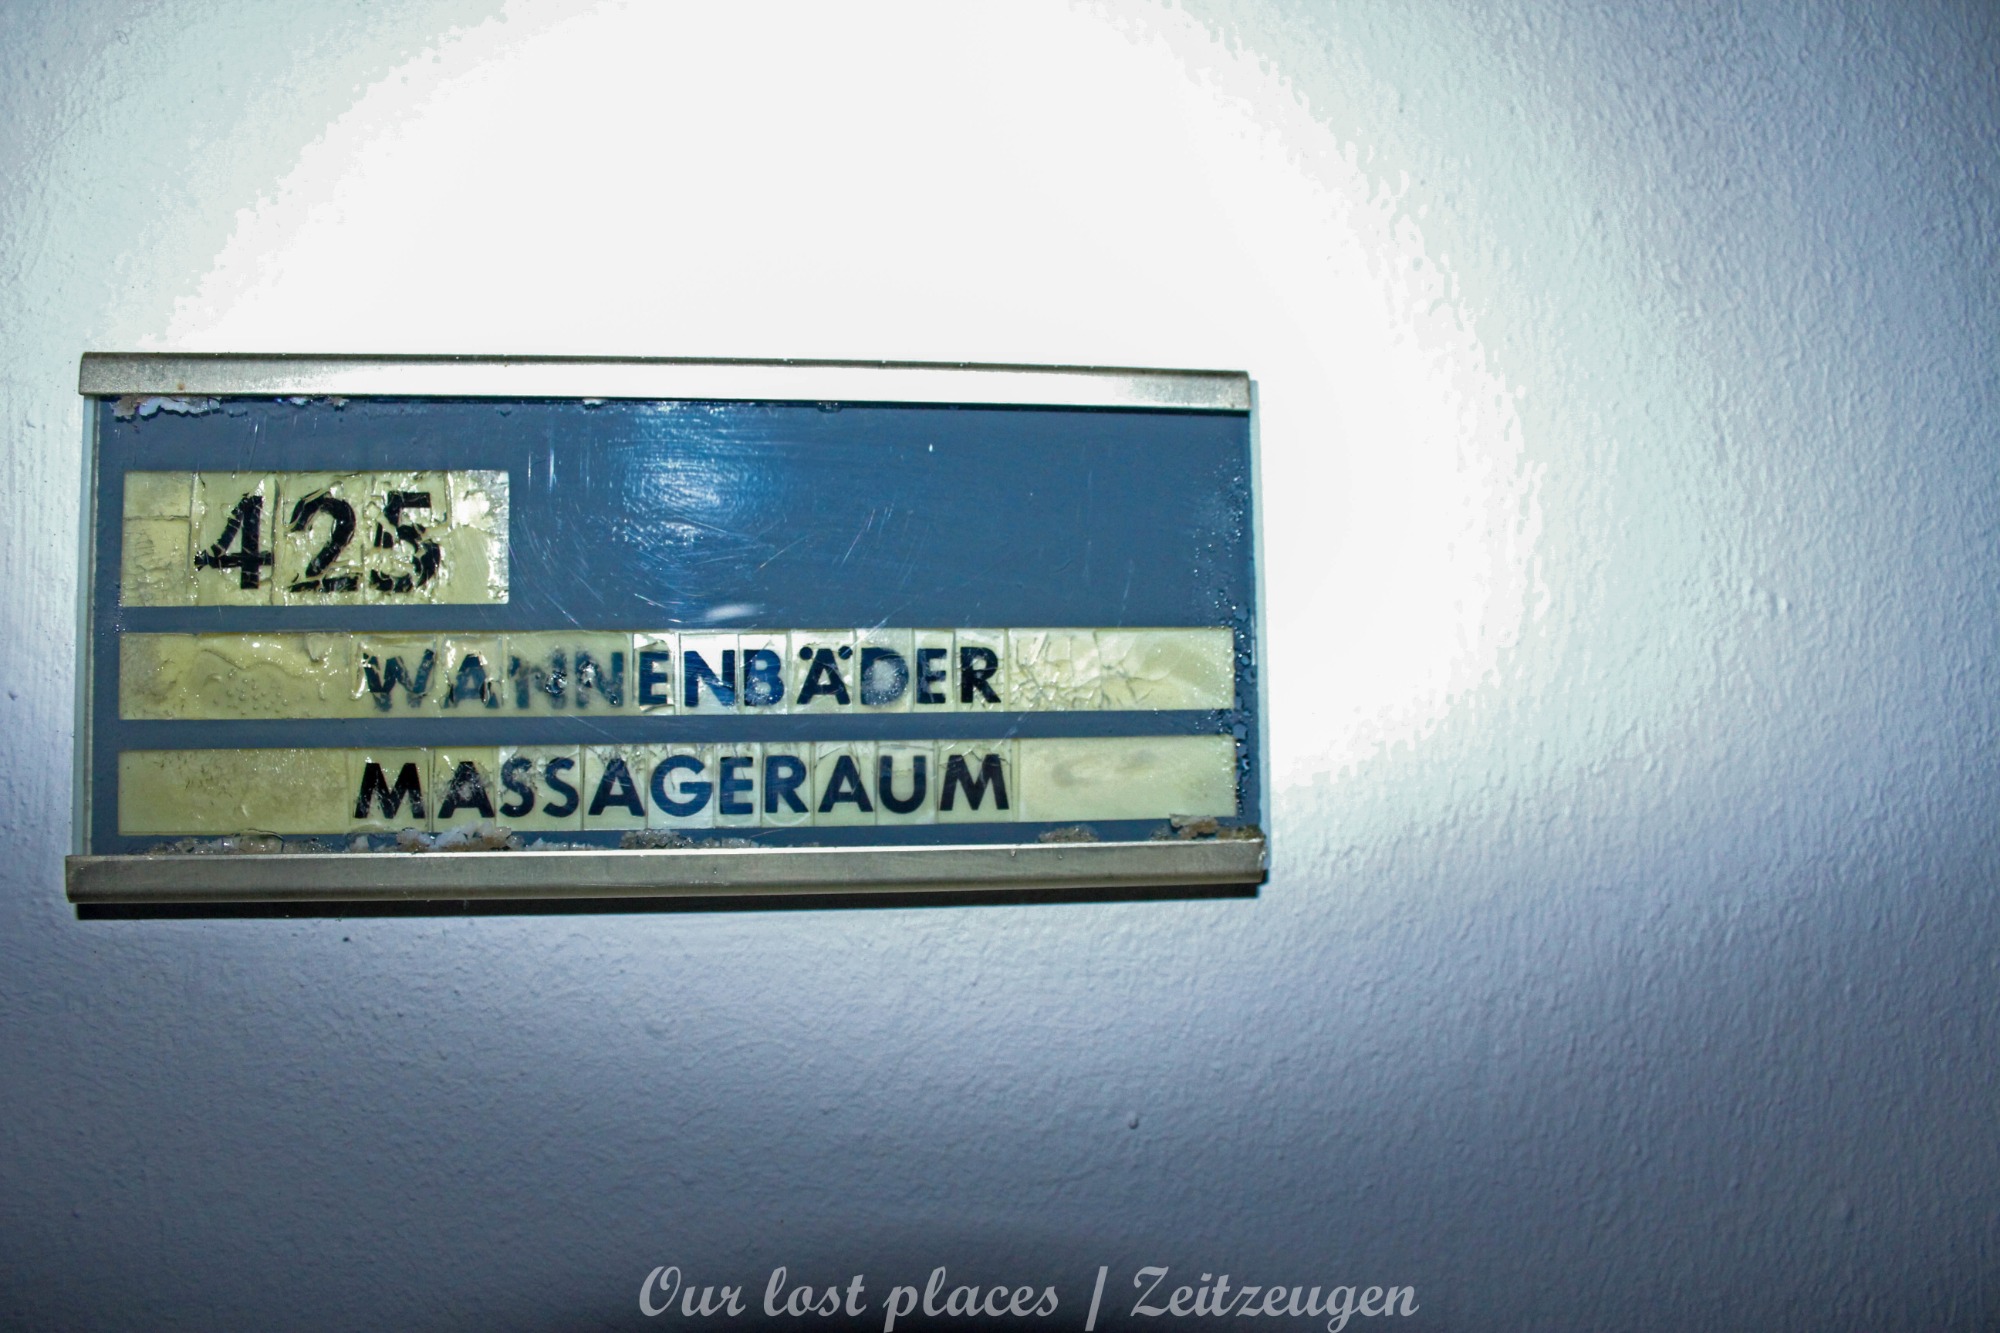 425
WANNENBÄDER
MASSAGERAUM
Our lost places / Zeitzeugen